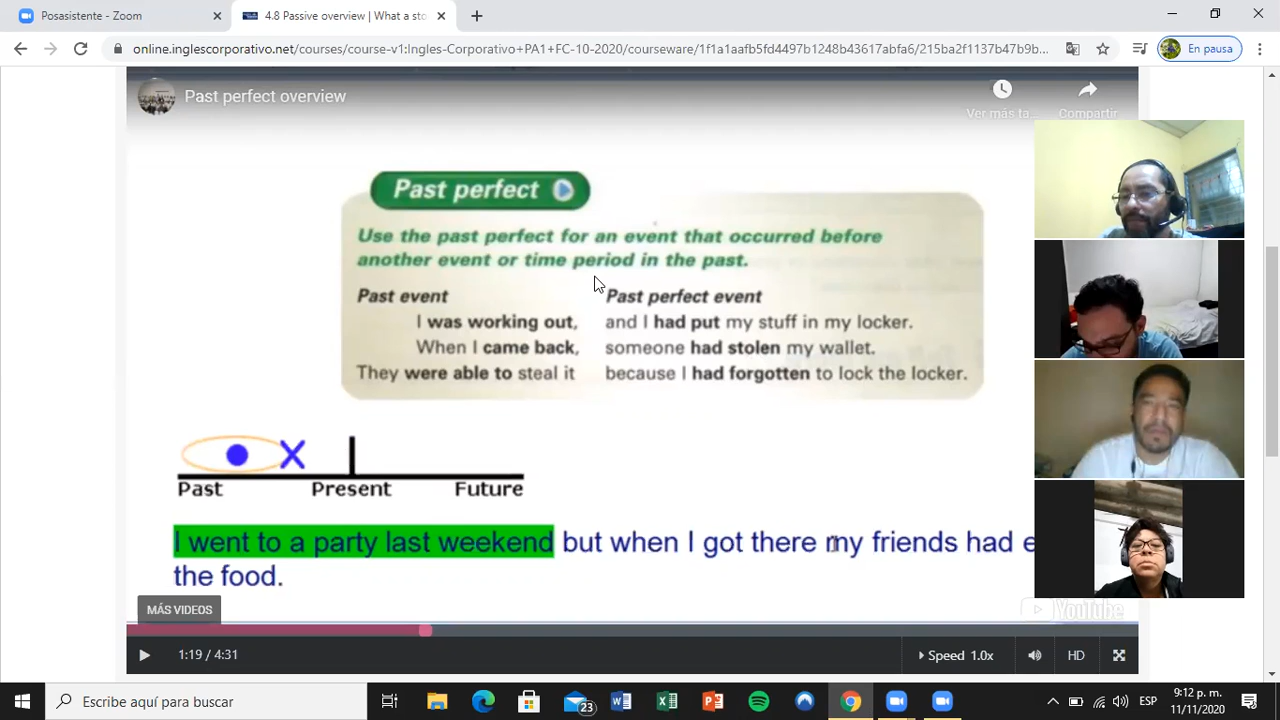 Posasistente - Zoom
4.8 Passive overview | What a sto
online.inglescorporativo.net/courses/course-v1:Ingles-Corporativo+PA1+FC-10-2020/courseware/1f1a1aafb5fd4497b1248b43617abfa6/215ba2f1137b47b9b...
En pausa
Past perfect overview
Ver más ta...
Compartir
Past perfect
Use the past perfect for an event that occurred before
another event or time period in the past.
Past event Past perfect event
I was working out, and I had put my stuff in my locker.
When I came back, someone had stolen my wallet.
They were able to steal it because I had forgotten to lock the locker.
Past Present Future
I went to a party last weekend but when I got there my friends had e
the food.
MÁS VIDEOS
YouTube
1:19 / 4:31
Speed 1.0x
HD
Escribe aquí para buscar
23
ESP
9:12 p. m.
11/11/2020